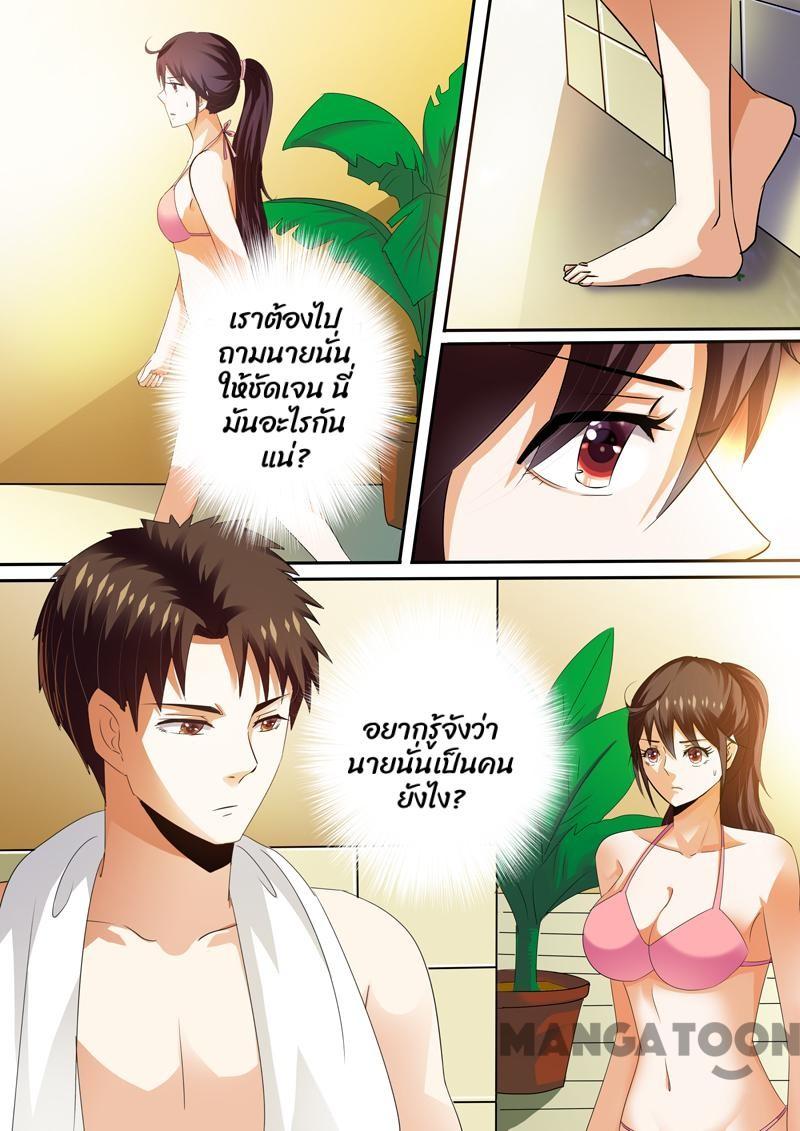 เราต้องไป
ถามนายนั่น
ให้ชัดเจน นี่
มันอะไรกัน
แน่?
อยากรู้จังว่า
นายนั่นเป็นคน
ยังไง?
MANGATOON